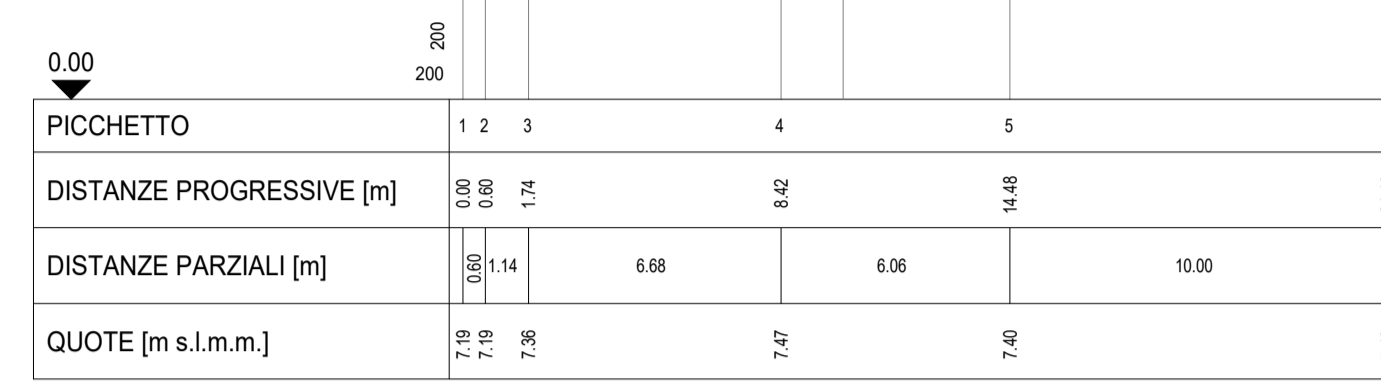 200
0.00
200
PICCHETTO 1 2 3 4 5
DISTANZE PROGRESSIVE [m] 0.00 0.60 1.74 8.42 14.48
DISTANZE PARZIALI [m] 0.60 1.14 6.68 6.06 10.00
QUOTE [m s.l.m.m.] 7.19 7.19 7.36 7.47 7.40